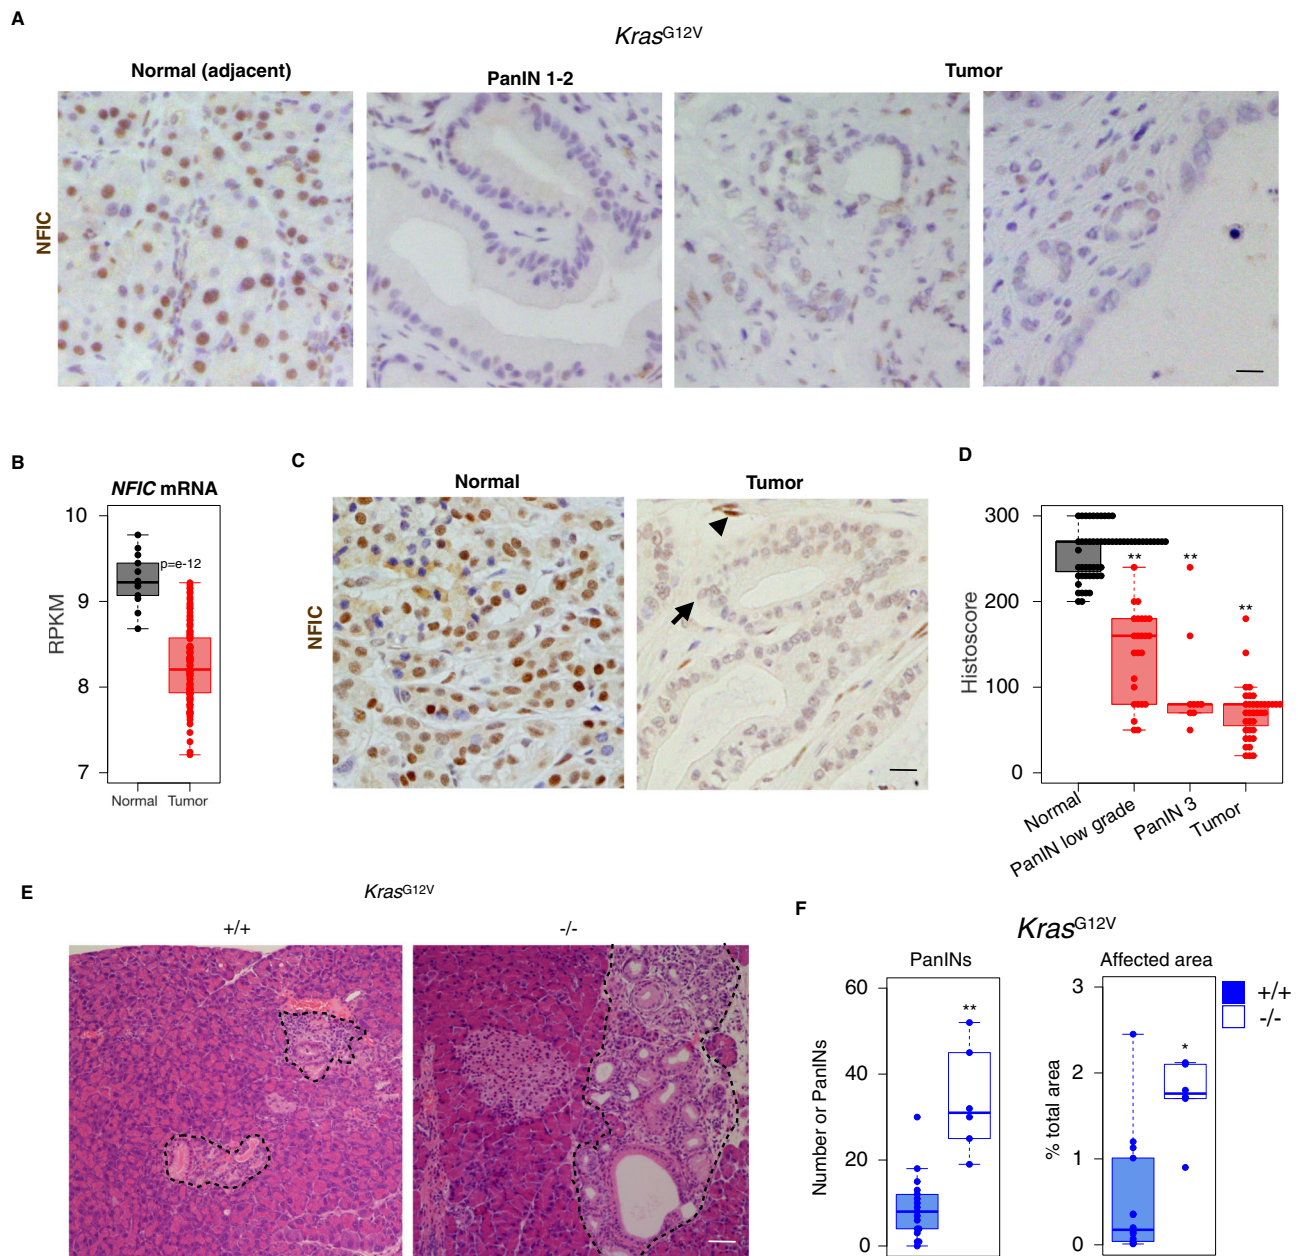 A
KrasG12V
Normal (adjacent)
PanIN 1-2
Tumor
NFIC
B
NFIC mRNA
10
9
8
7
RPKM
p=e-12
Normal
Tumor
C
Normal
Tumor
NFIC
D
300
200
100
0
Histoscore
**
**
**
Normal
PanIN low grade
PanIN 3
Tumor
E
KrasG12V
+/+
-/-
F
KrasG12V
PanINs
60
40
20
0
Number or PanINs
**
Affected area
3
2
1
0
% total area
*
+/+
-/-